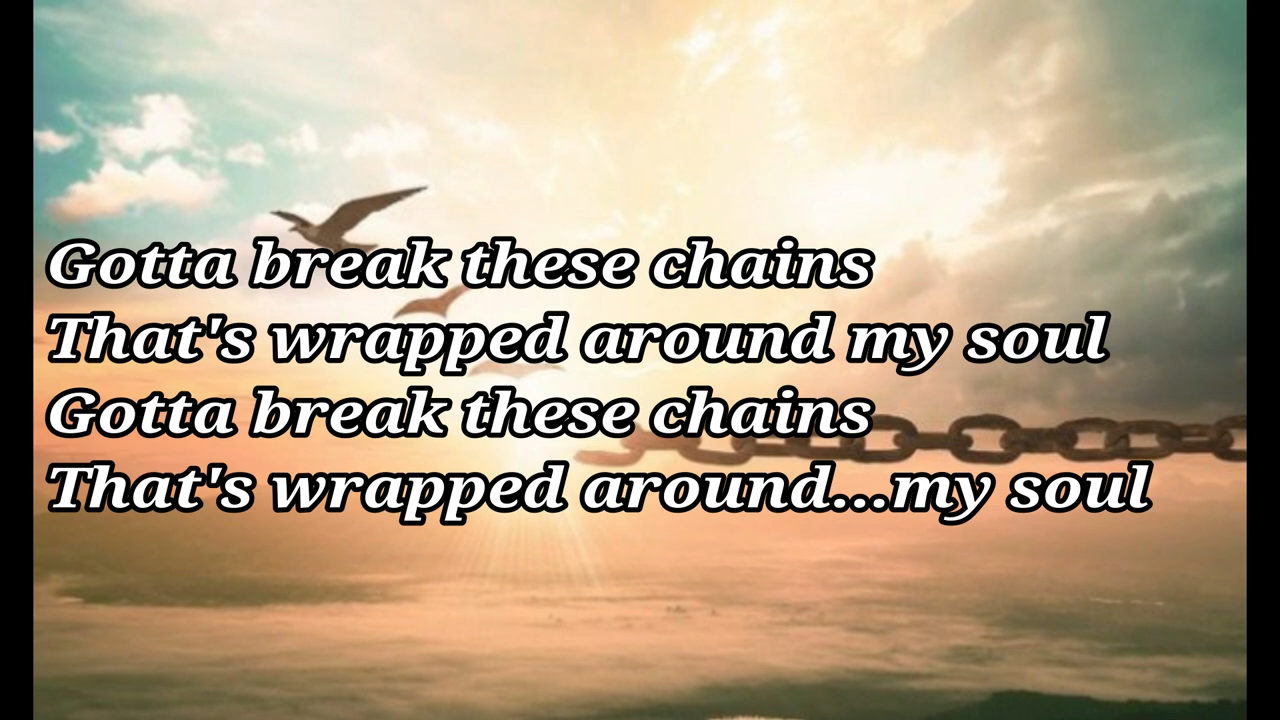 Gotta break these chains
That's wrapped around my soul
Gotta break these chains
That's wrapped around...my soul